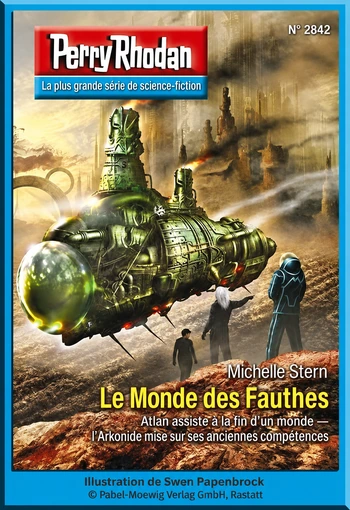 N° 2842
Perry Rhodan
La plus grande série de science-fiction
Michelle Stern
Le Monde des Fauthes
Atlan assiste à la fin d'un monde —
l'Arkonide mise sur ses anciennes compétences
Illustration de Swen Papenbrock
© Pabel-Moewig Verlag GmbH, Rastatt